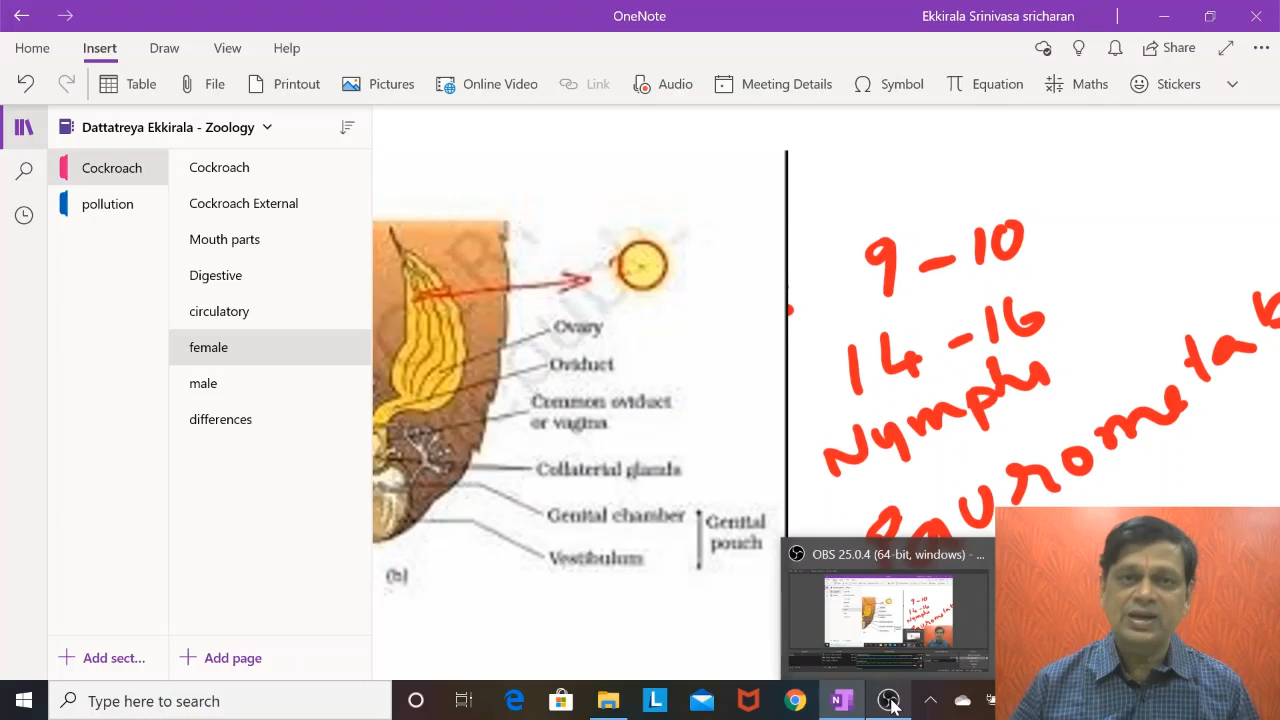 OneNote
Ekkirala Srinivasa sricharan
Home Insert Draw View Help Share
Table File Printout Pictures Online Video Link Audio Meeting Details Symbol Equation Maths Stickers
Dattatreya Ekkirala - Zoology
Cockroach
pollution
Cockroach
Cockroach External
Mouth parts
Digestive
circulatory
female
male
differences
Add sect...
Add page
Ovary
Oviduct
Common oviduct
or vagina
Collaterial glands
Genital chamber
Vestibulum
Genital
pouch
(b)
9-10
14-16
Nymphs
OBS 25.0.4 (64-bit, windows) - ...
Type here to search